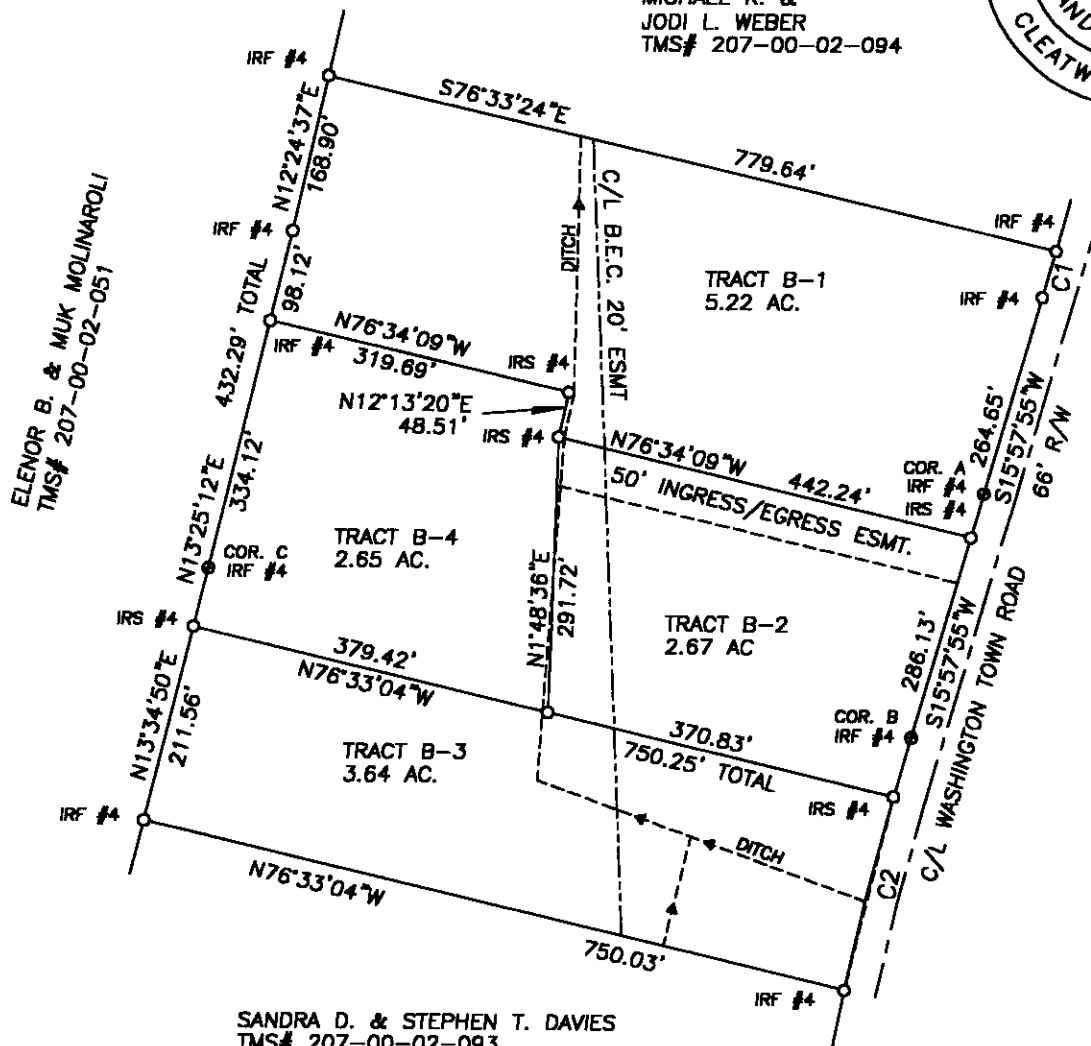 MICHAEL R. &
JODI L. WEBER
TMS# 207-00-02-094
AND
CLEATW
IRF #4
S76°33'24"E
779.64'
N12°24'37"E
168.90'
IRF #4
C1
IRF #4
IRF #4
C/L B.E.C. 20' ESMT
DITCH
TRACT B-1
5.22 AC.
ELENOR B. & MUK MOLINAROLI
TMS# 207-00-02-051
432.29' TOTAL
98.12'
IRF #4
N76°34'09"W
319.69'
IRS #4
N12°13'20"E
48.51'
IRS #4
N76°34'09"W
442.24'
264.65'
S15°57'55"W
66' R/W
COR. A
IRF #4
IRS #4
50' INGRESS/EGRESS ESMT.
N13°25'12"E
334.12'
TRACT B-4
2.65 AC.
COR. C
IRF #4
N1°48'36"E
291.72'
TRACT B-2
2.67 AC
286.13'
S15°57'55"W
C/L WASHINGTON TOWN ROAD
IRS #4
379.42'
N76°33'04"W
COR. B
IRF #4
370.83'
750.25' TOTAL
IRS #4
N13°34'50"E
211.56'
TRACT B-3
3.64 AC.
IRF #4
DITCH
C2
N76°33'04"W
750.03'
IRF #4
SANDRA D. & STEPHEN T. DAVIES
TMS# 207-00-02-093